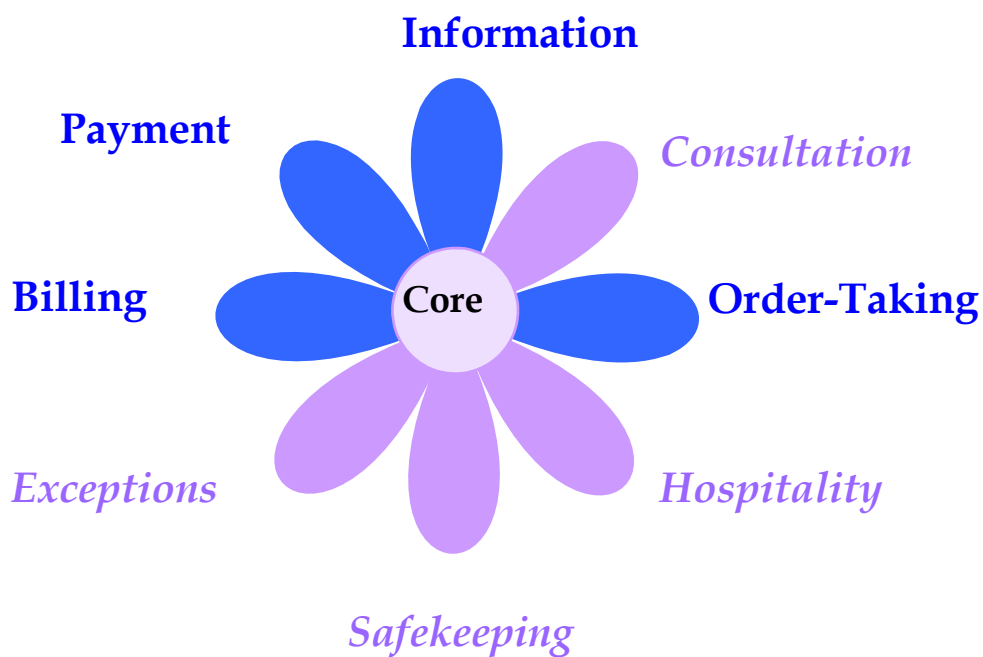 Information
Payment
Consultation
Billing
Core
Order-Taking
Exceptions
Hospitality
Safekeeping